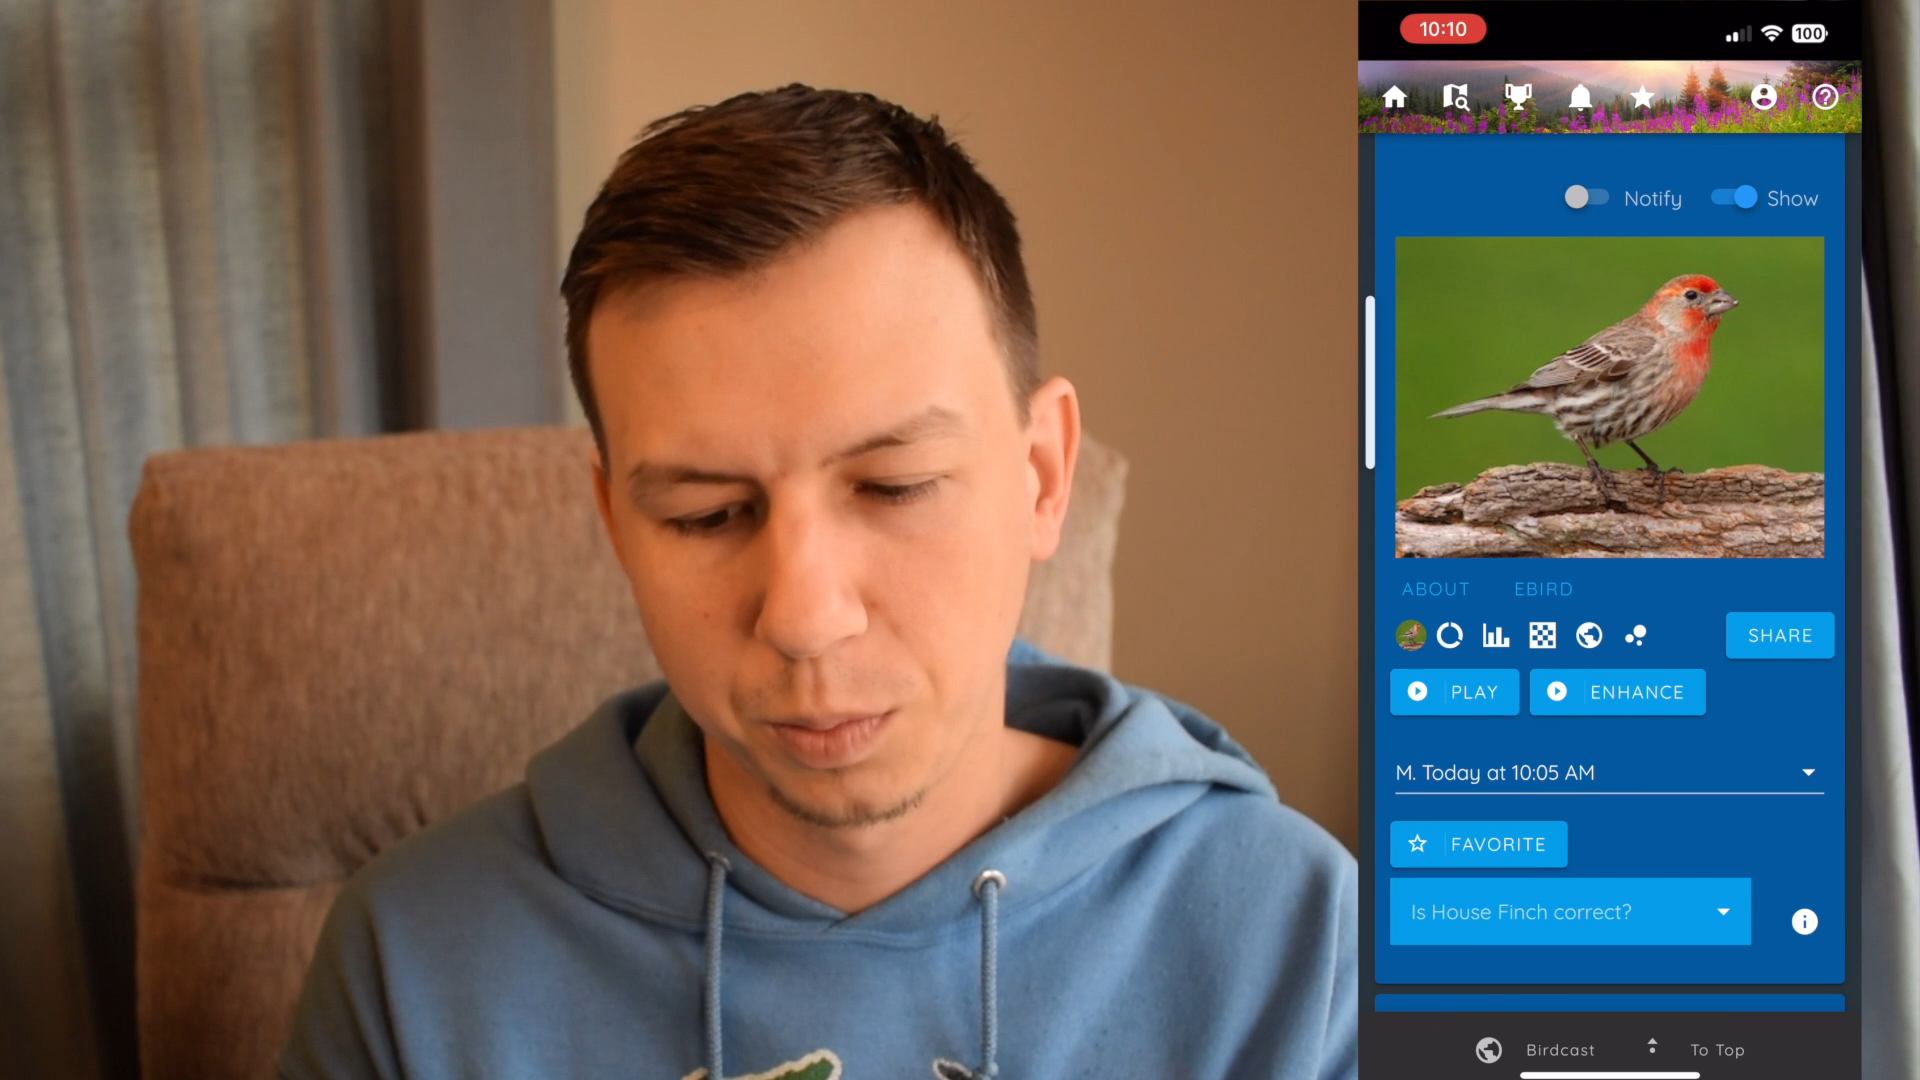 10:10
100
Notify Show
ABOUT EBIRD
SHARE
PLAY ENHANCE
M. Today at 10:05 AM
FAVORITE
Is House Finch correct?
Birdcast To Top